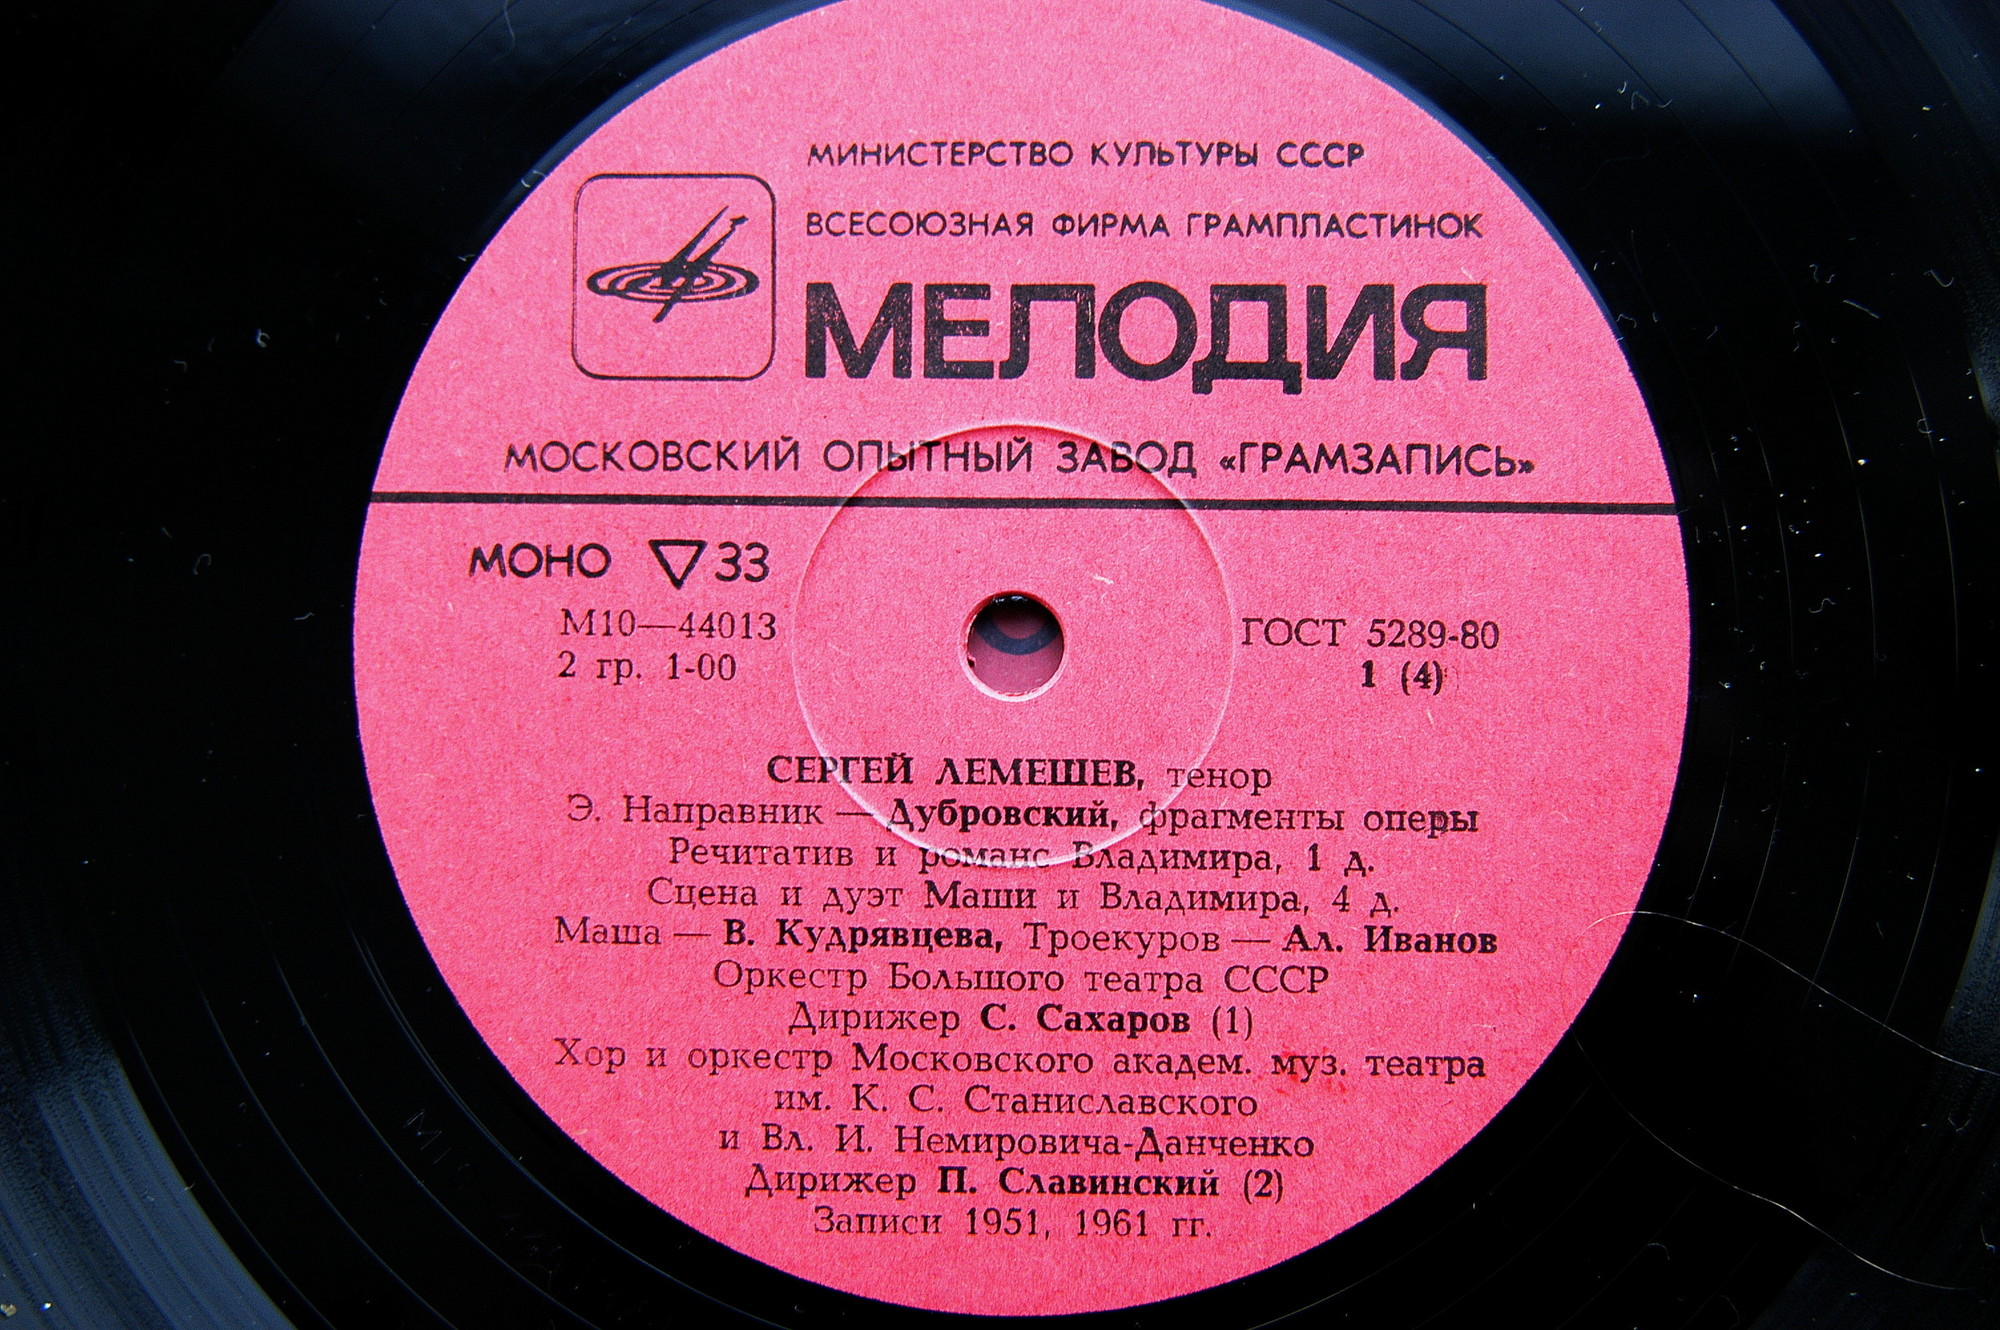 МИНИСТЕРСТВО КУЛЬТУРЫ СССР
ВСЕСОЮЗНАЯ ФИРМА ГРАМПЛАСТИНОК
МЕЛОДИЯ
МОСКОВСКИЙ ОПЫТНЫЙ ЗАВОД «ГРАМЗАПИСЬ»
МОНО ▽ 33
М10—44013
2 гр. 1-00
ГОСТ 5289-80
1 (4)
СЕРГЕЙ ЛЕМЕШЕВ, тенор
Э. Направник — Дубровский, фрагменты оперы
Речитатив и романс Владимира, 1 д.
Сцена и дуэт Маши и Владимира, 4 д.
Маша — В. Кудрявцева, Троекуров — Ал. Иванов
Оркестр Большого театра СССР
Дирижер С. Сахаров (1)
Хор и оркестр Московского академ. муз. театра
им. К. С. Станиславского
и Вл. И. Немировича-Данченко
Дирижер П. Славинский (2)
Записи 1951, 1961 гг.